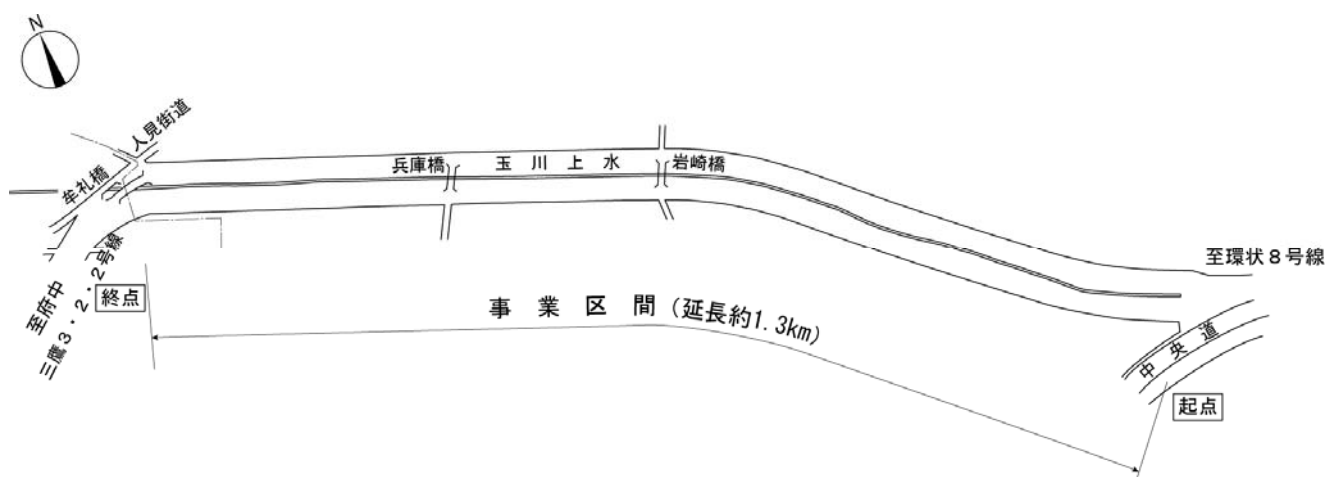 N
人見街道
牟礼橋
兵庫橋
玉川上水
岩崎橋
至環状8号線
至府中
三鷹3・2・2号線
終点
事業区間(延長約1.3km)
中央道
起点